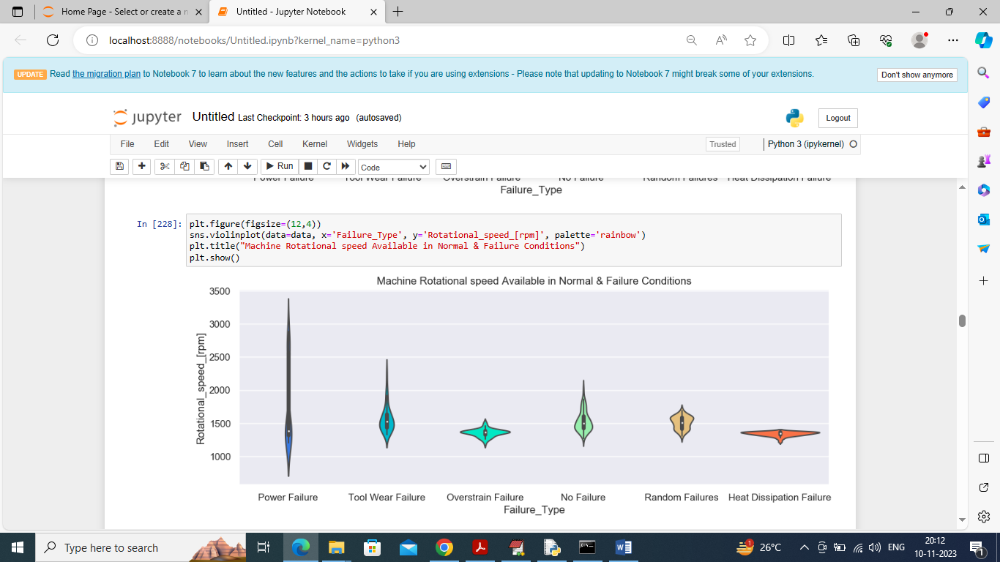 Home Page - Select or create a n
Untitled - Jupyter Notebook
localhost:8888/notebooks/Untitled.ipynb?kernel_name=python3
UPDATE Read the migration plan to Notebook 7 to learn about the new features and the actions to take if you are using extensions - Please note that updating to Notebook 7 might break some of your extensions.
Don't show anymore
jupyter Untitled Last Checkpoint: 3 hours ago (autosaved)
Logout
File Edit View Insert Cell Kernel Widgets Help
Trusted
Python 3 (ipykernel)
Run
Code
Power Failure Tool Wear Failure Overstrain Failure No Failure Random Failures Heat Dissipation Failure
Failure_Type
In [228]: plt.figure(figsize=(12,4))
sns.violinplot(data=data, x='Failure_Type', y='Rotational_speed_[rpm]', palette='rainbow')
plt.title("Machine Rotational speed Available in Normal & Failure Conditions")
plt.show()
Machine Rotational speed Available in Normal & Failure Conditions
3500
3000
2500
2000
1500
1000
Rotational_speed_[rpm]
Power Failure Tool Wear Failure Overstrain Failure No Failure Random Failures Heat Dissipation Failure
Failure_Type
Type here to search
1
26°C
ENG
20:12
10-11-2023
1